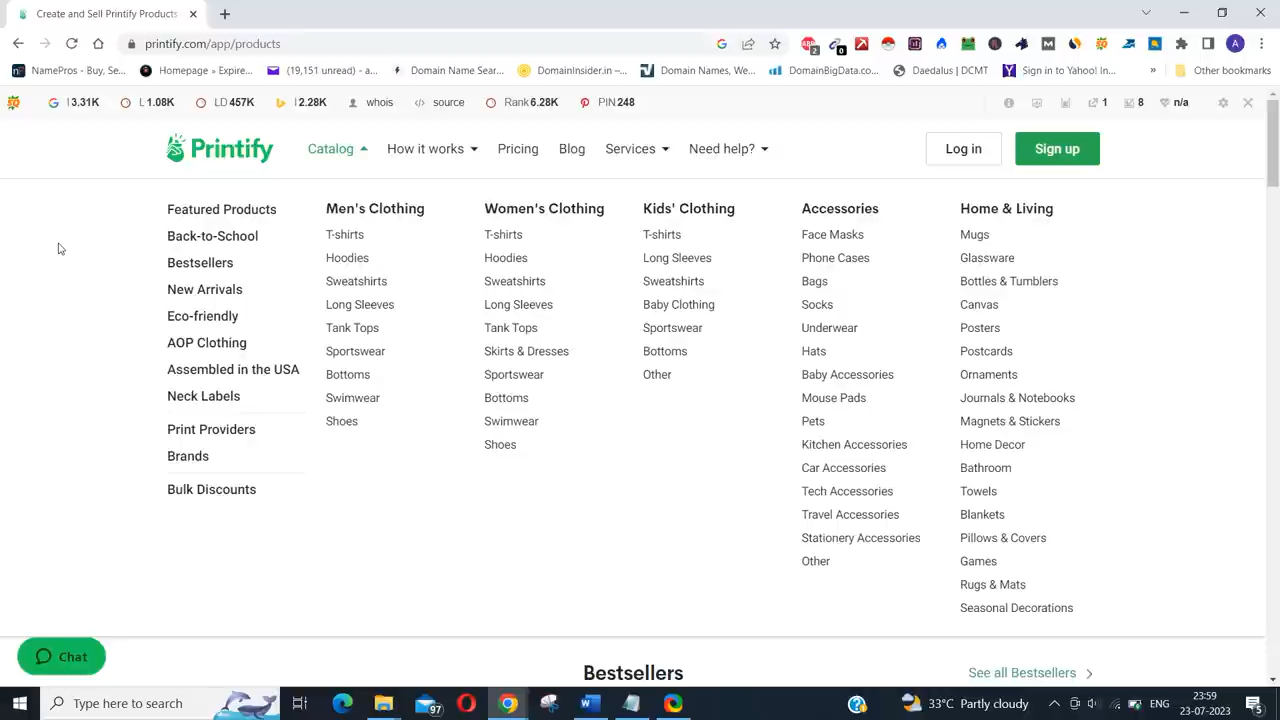 Create and Sell Printify Products
printify.com/app/products
2
0
A
NamePros - Buy, Se...
Homepage » Expire...
(19,151 unread) - a...
Domain Name Sear...
DomainInsider.in –...
Domain Names, We...
DomainBigData.co...
Daedalus | DCMT
Sign in to Yahoo! In...
»
Other bookmarks
I 3.31K
L 1.08K
LD 457K
I 2.28K
whois
source
Rank 6.28K
PIN 248
1
8
n/a
Printify
Catalog
How it works
Pricing
Blog
Services
Need help?
Log in
Sign up
Featured Products
Back-to-School
Bestsellers
New Arrivals
Eco-friendly
AOP Clothing
Assembled in the USA
Neck Labels
Print Providers
Brands
Bulk Discounts
Men's Clothing
T-shirts
Hoodies
Sweatshirts
Long Sleeves
Tank Tops
Sportswear
Bottoms
Swimwear
Shoes
Women's Clothing
T-shirts
Hoodies
Sweatshirts
Long Sleeves
Tank Tops
Skirts & Dresses
Sportswear
Bottoms
Swimwear
Shoes
Kids' Clothing
T-shirts
Long Sleeves
Sweatshirts
Baby Clothing
Sportswear
Bottoms
Other
Accessories
Face Masks
Phone Cases
Bags
Socks
Underwear
Hats
Baby Accessories
Mouse Pads
Pets
Kitchen Accessories
Car Accessories
Tech Accessories
Travel Accessories
Stationery Accessories
Other
Home & Living
Mugs
Glassware
Bottles & Tumblers
Canvas
Posters
Postcards
Ornaments
Journals & Notebooks
Magnets & Stickers
Home Decor
Bathroom
Towels
Blankets
Pillows & Covers
Games
Rugs & Mats
Seasonal Decorations
Chat
Bestsellers
See all Bestsellers
Type here to search
97
33°C Partly cloudy
ENG
23:59
23-07-2023
5